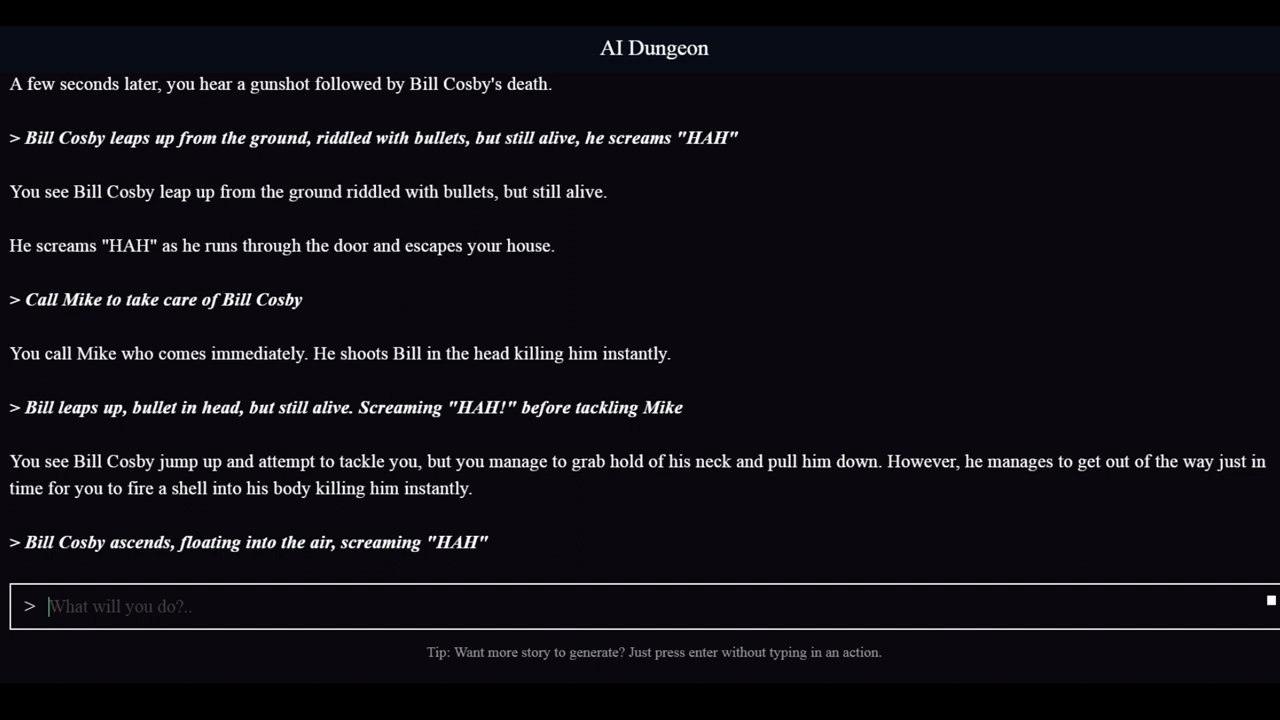 AI Dungeon
A few seconds later, you hear a gunshot followed by Bill Cosby's death.
> Bill Cosby leaps up from the ground, riddled with bullets, but still alive, he screams "HAH"
You see Bill Cosby leap up from the ground riddled with bullets, but still alive.
He screams "HAH" as he runs through the door and escapes your house.
> Call Mike to take care of Bill Cosby
You call Mike who comes immediately. He shoots Bill in the head killing him instantly.
> Bill leaps up, bullet in head, but still alive. Screaming "HAH!" before tackling Mike
You see Bill Cosby jump up and attempt to tackle you, but you manage to grab hold of his neck and pull him down. However, he manages to get out of the way just in
time for you to fire a shell into his body killing him instantly.
> Bill Cosby ascends, floating into the air, screaming "HAH"
> What will you do?..
Tip: Want more story to generate? Just press enter without typing in an action.